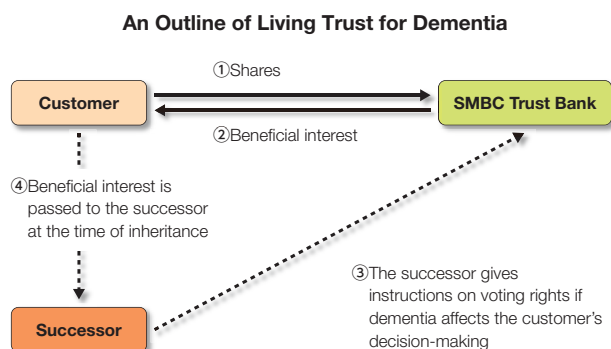 An Outline of Living Trust for Dementia
①Shares
Customer
SMBC Trust Bank
②Beneficial interest
④Beneficial interest is
passed to the successor
at the time of inheritance
③The successor gives
instructions on voting rights if
dementia affects the customer's
decision-making
Successor